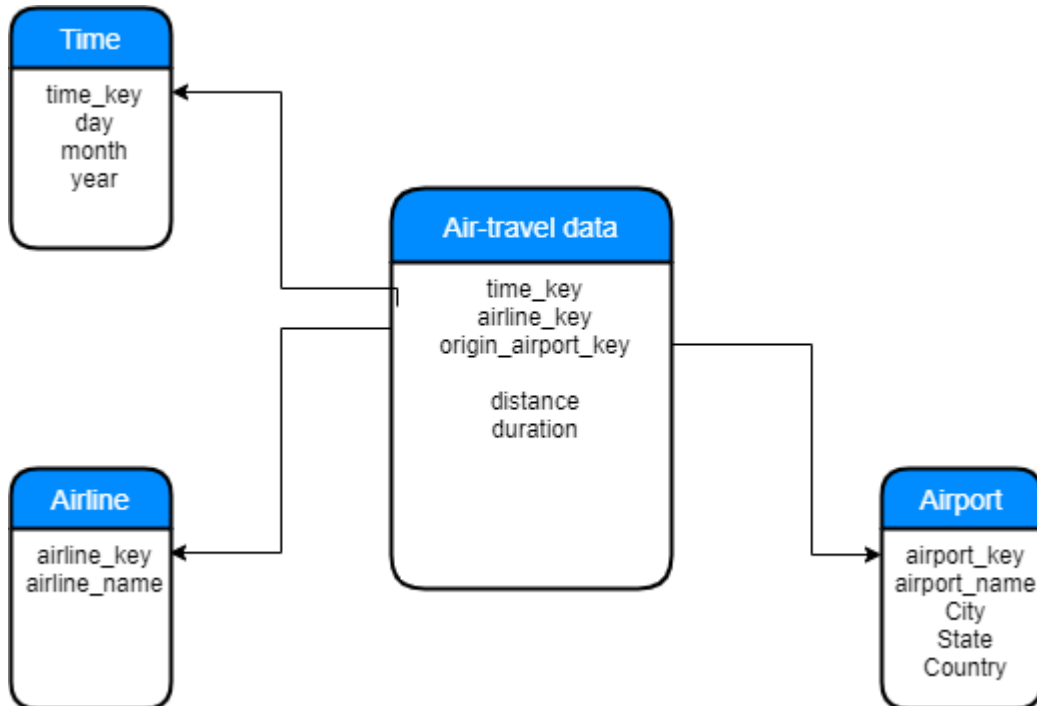 Time
time_key
day
month
year
Air-travel data
time_key
airline_key
origin_airport_key
distance
duration
Airline
airline_key
airline_name
Airport
airport_key
airport_name
City
State
Country